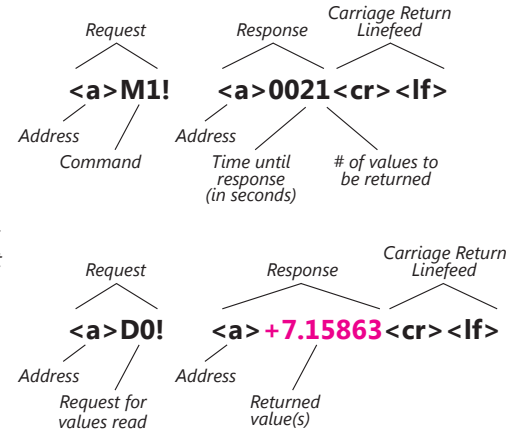 Carriage Return
Request Response Linefeed
<a>M1! <a>0021<cr><lf>
Address Address
Command Time until # of values to
response be returned
(in seconds)
Carriage Return
Request Response Linefeed
<a>D0! <a>+7.15863<cr><lf>
Address Address
Request for Returned
values read value(s)